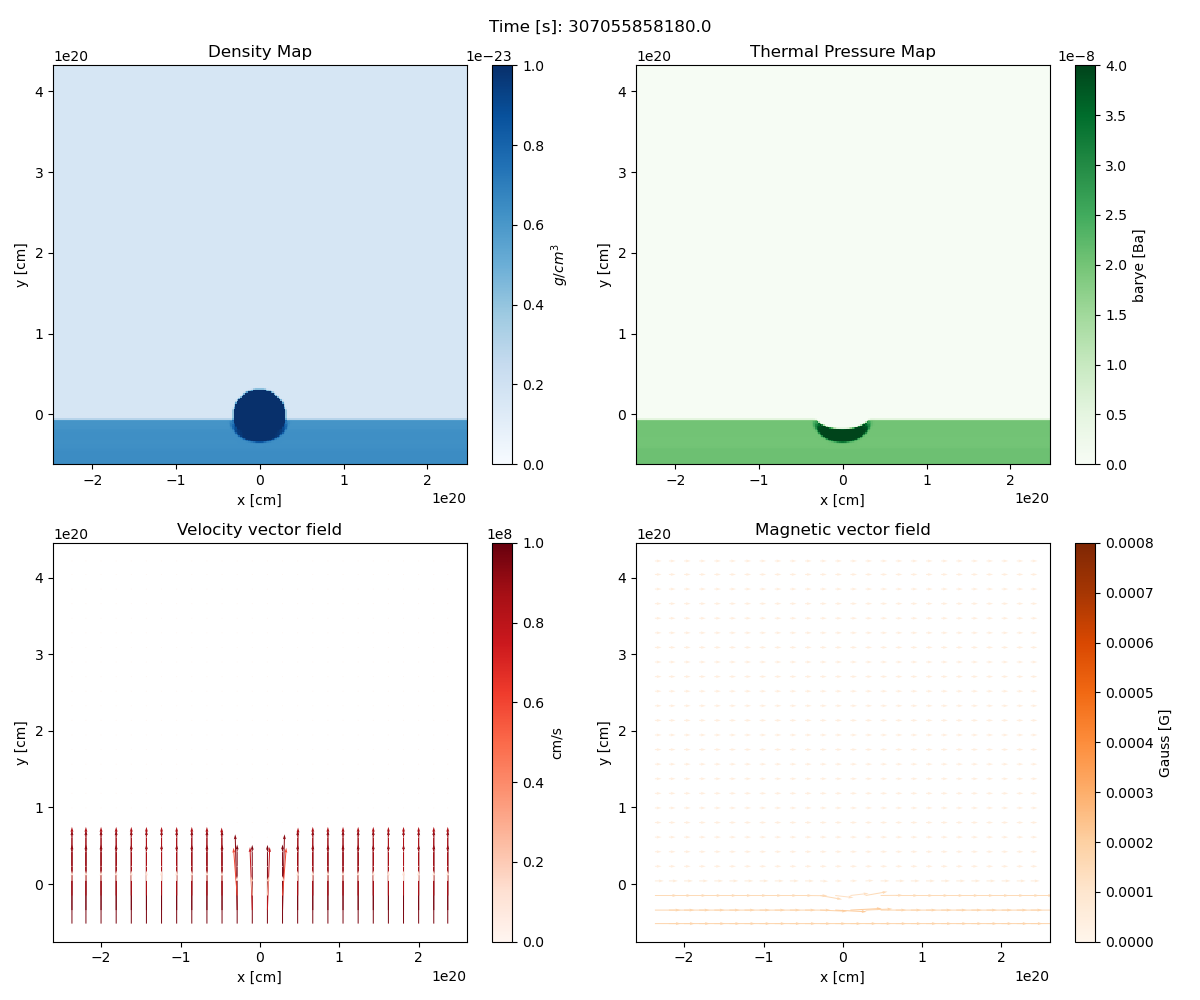 Time [s]: 307055858180.0
Density Map
1e20
1e−23
4
3
2
1
0
y [cm]
−2
−1
0
1
2
x [cm]
1e20
1.0
0.8
0.6
0.4
0.2
0.0
g/cm³
Thermal Pressure Map
1e20
1e−8
4
3
2
1
0
y [cm]
−2
−1
0
1
2
x [cm]
1e20
4.0
3.5
3.0
2.5
2.0
1.5
1.0
0.5
0.0
barye [Ba]
Velocity vector field
1e20
1e8
4
3
2
1
0
y [cm]
−2
−1
0
1
2
x [cm]
1e20
1.0
0.8
0.6
0.4
0.2
0.0
cm/s
Magnetic vector field
1e20
4
3
2
1
0
y [cm]
−2
−1
0
1
2
x [cm]
1e20
0.0008
0.0007
0.0006
0.0005
0.0004
0.0003
0.0002
0.0001
0.0000
Gauss [G]